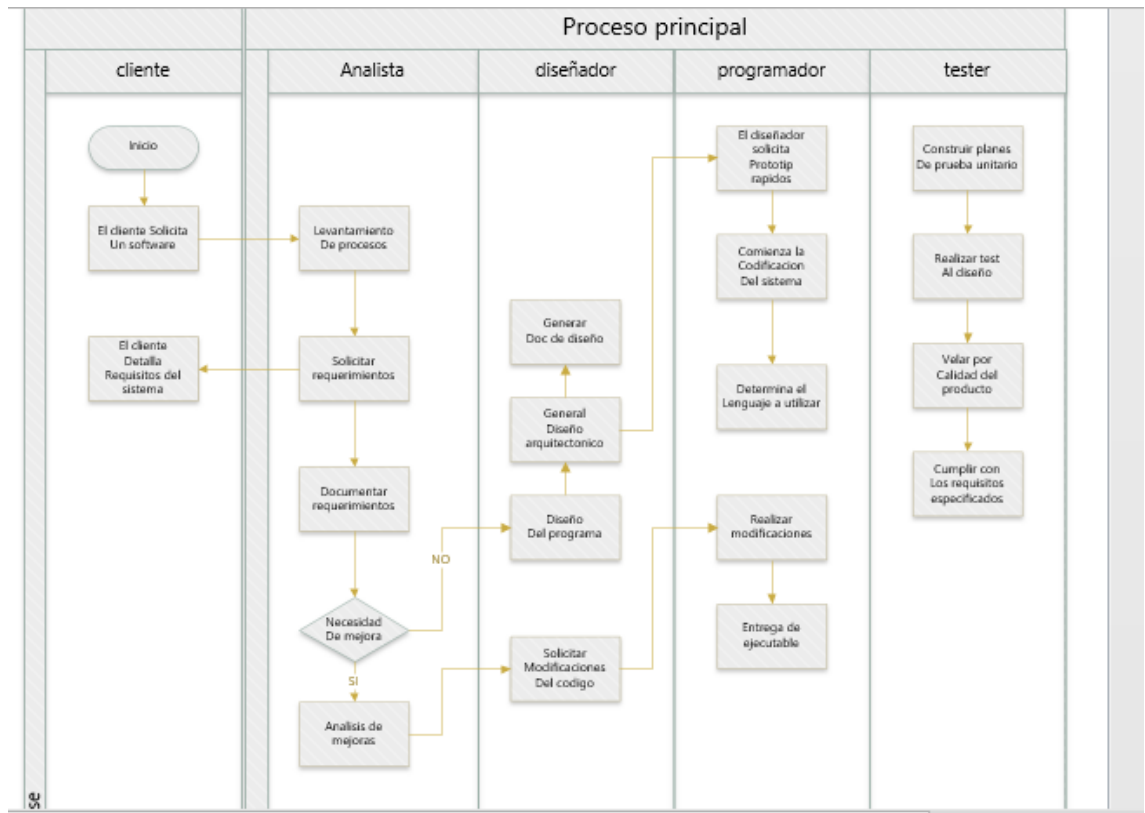 Proceso principal
cliente
Analista
diseñador
programador
tester
Inicio
El cliente Solicita
Un software
El cliente
Detalla
Requisitos del
sistema
Levantamiento
De procesos
Solicitar
requerimientos
Documentar
requerimientos
Necesidad
De mejora
NO
SI
Analisis de
mejoras
Generar
Doc de diseño
General
Diseño
arquitectonico
Diseño
Del programa
Solicitar
Modificaciones
Del codigo
El diseñador
solicita
Prototip
rapidos
Comienza la
Codificacion
Del sistema
Determina el
Lenguaje a utilizar
Realizar
modificaciones
Entrega de
ejecutable
Construir planes
De prueba unitario
Realizar test
Al diseño
Velar por
Calidad del
producto
Cumplir con
Los requisitos
especificados
se